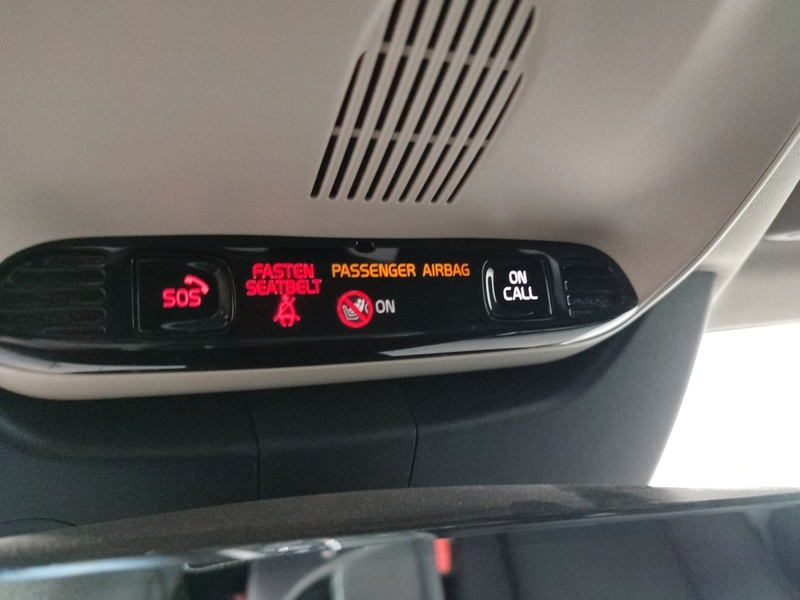 SOS
FASTEN
SEATBELT
PASSENGER AIRBAG
ON
ON
CALL